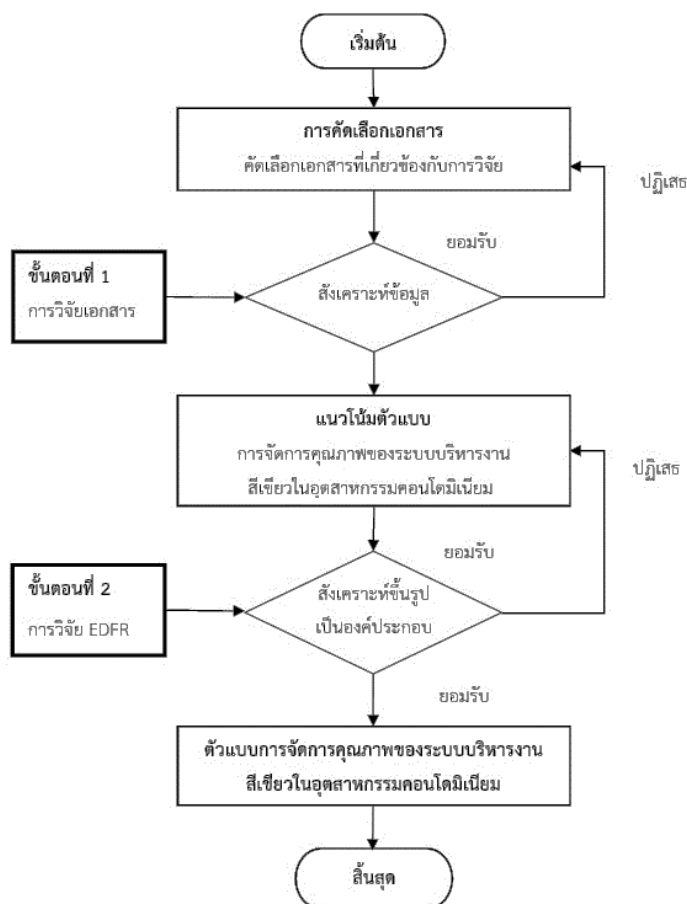 เริ่มต้น
การคัดเลือกเอกสาร
คัดเลือกเอกสารที่เกี่ยวข้องกับการวิจัย
ปฏิเสธ
ยอมรับ
ขั้นตอนที่ 1
การวิจัยเอกสาร
สังเคราะห์ข้อมูล
แนวโน้มตัวแบบ
การจัดการคุณภาพของระบบบริหารงาน
สีเขียวในอุตสาหกรรมคอนโดมิเนียม
ปฏิเสธ
ยอมรับ
ขั้นตอนที่ 2
การวิจัย EDFR
สังเคราะห์ขึ้นรูป
เป็นองค์ประกอบ
ยอมรับ
ตัวแบบการจัดการคุณภาพของระบบบริหารงาน
สีเขียวในอุตสาหกรรมคอนโดมิเนียม
สิ้นสุด